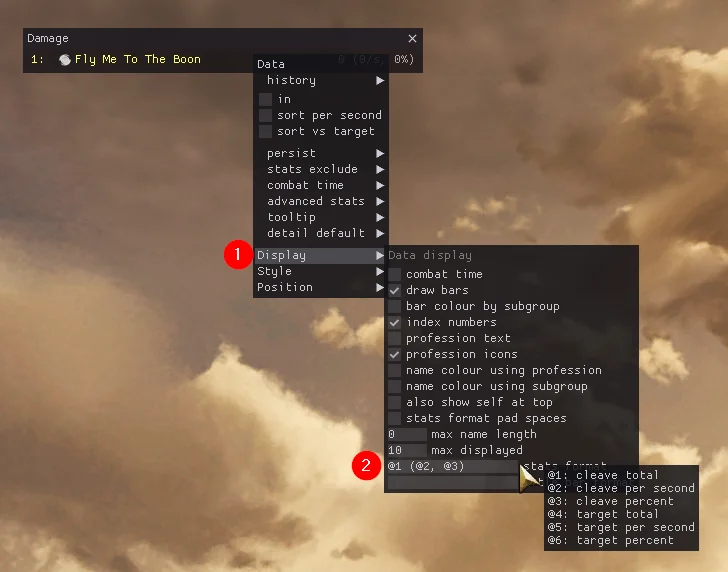 Damage
1: Fly Me To The Boon 0 (0/s, 0%)
Data
history
in
sort per second
sort vs target
persist
stats exclude
combat time
advanced stats
tooltip
detail default
1
Display
Style
Position
Data display
combat time
draw bars
bar colour by subgroup
index numbers
profession text
profession icons
name colour using profession
name colour using subgroup
also show self at top
stats format pad spaces
0 max name length
10 max displayed
2
@1 (@2, @3) stats format
@1: cleave total
@2: cleave per second
@3: cleave percent
@4: target total
@5: target per second
@6: target percent